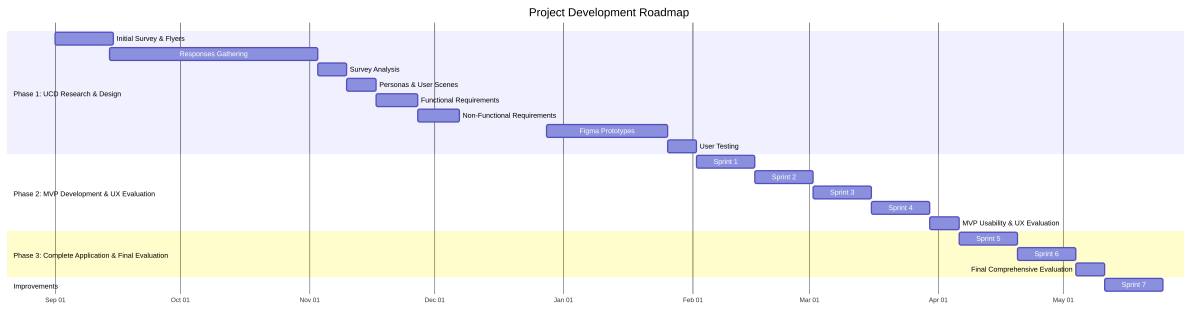 Project Development Roadmap
Initial Survey & Flyers
Responses Gathering
Survey Analysis
Personas & User Scenes
Phase 1: UCD Research & Design
Functional Requirements
Non-Functional Requirements
Figma Prototypes
User Testing
Sprint 1
Sprint 2
Phase 2: MVP Development & UX Evaluation
Sprint 3
Sprint 4
MVP Usability & UX Evaluation
Sprint 5
Phase 3: Complete Application & Final Evaluation
Sprint 6
Final Comprehensive Evaluation
Improvements
Sprint 7
Sep 01
Oct 01
Nov 01
Dec 01
Jan 01
Feb 01
Mar 01
Apr 01
May 01